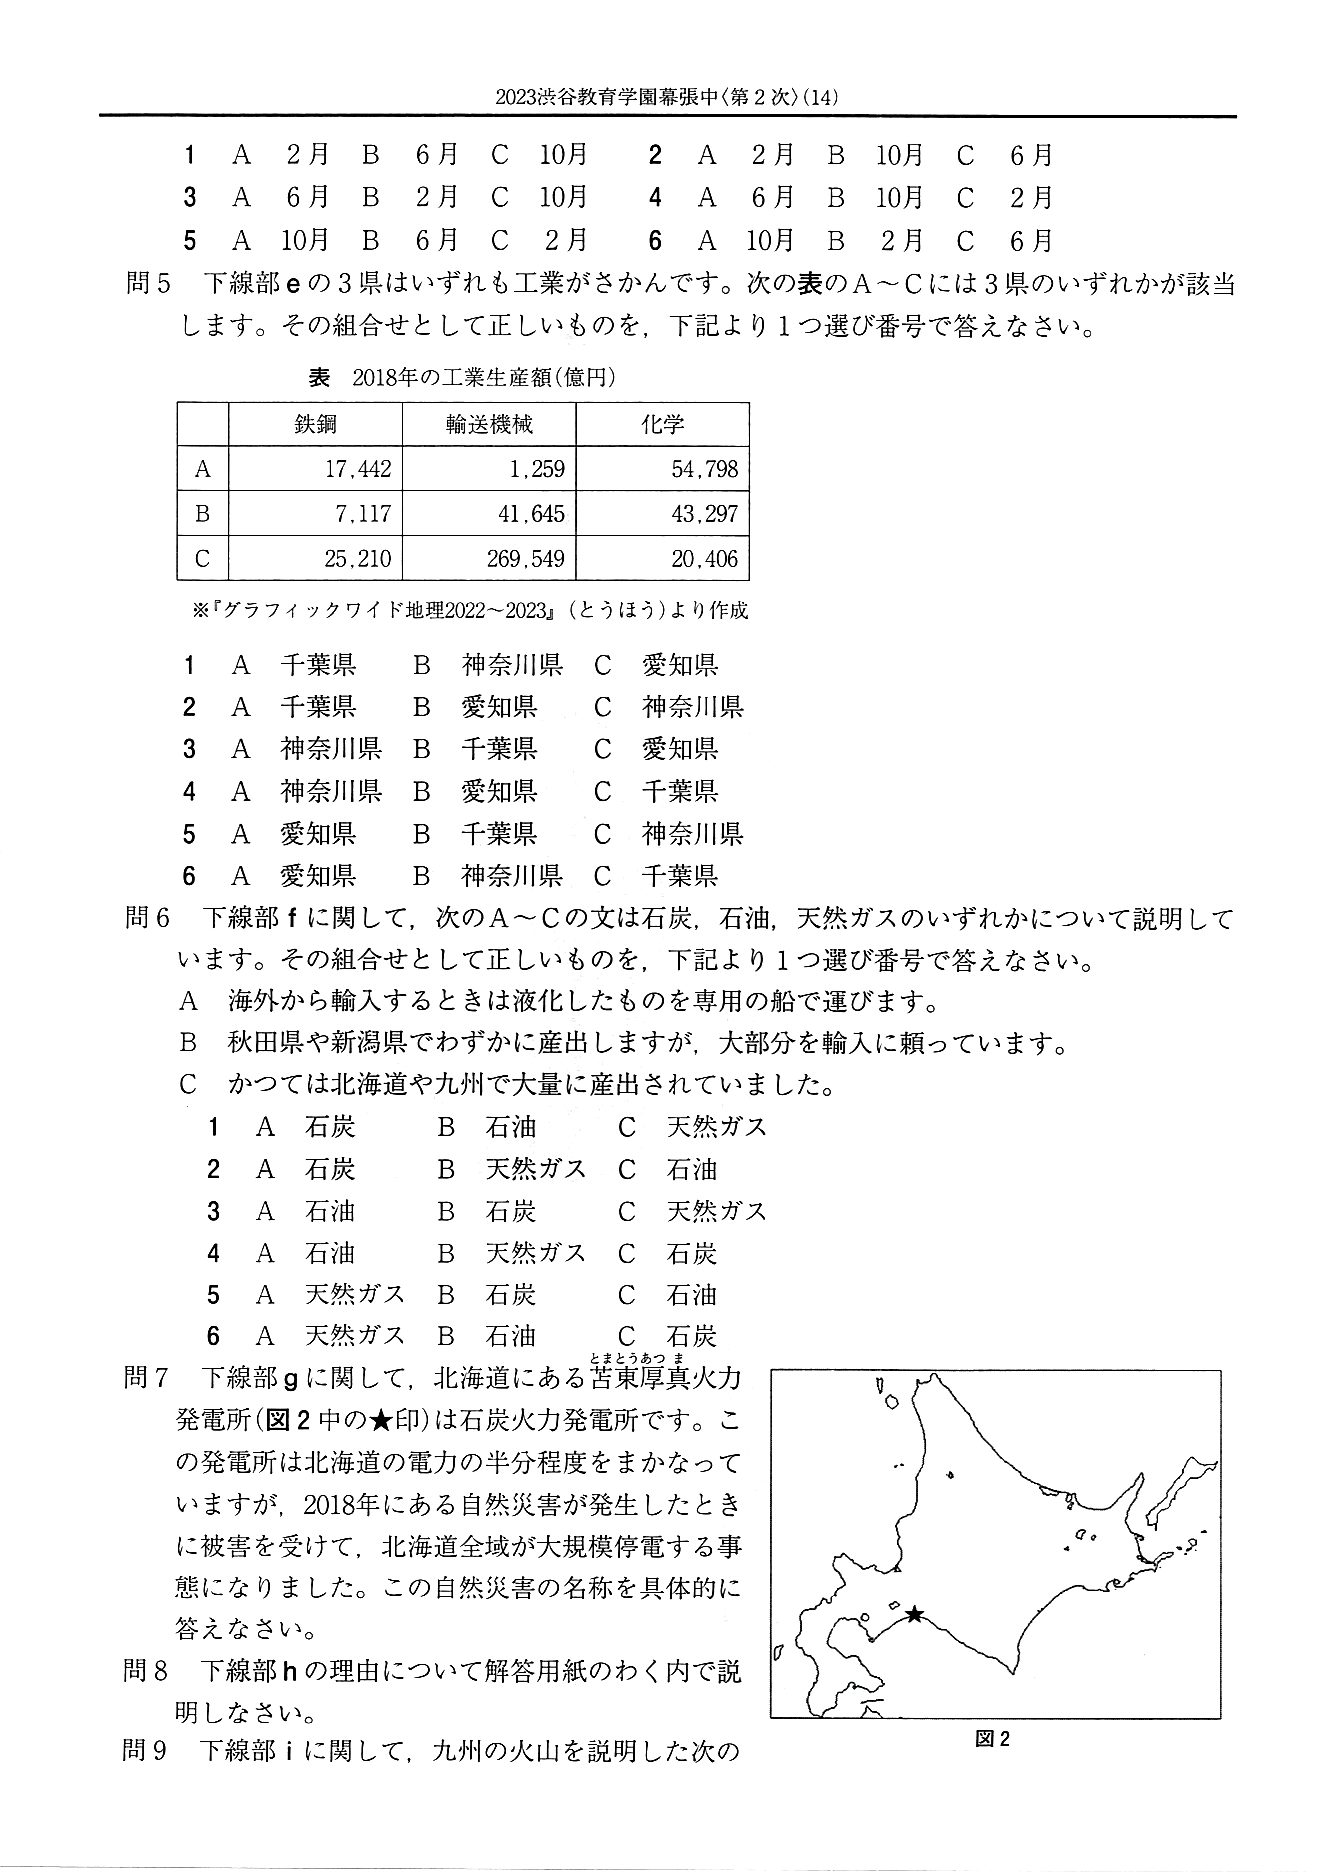 2023渋谷教育学園幕張中〈第2次〉(14)
1 A 2月 B 6月 C 10月 2 A 2月 B 10月 C 6月
3 A 6月 B 2月 C 10月 4 A 6月 B 10月 C 2月
5 A 10月 B 6月 C 2月 6 A 10月 B 2月 C 6月
問5 下線部eの3県はいずれも工業がさかんです。次の表のA～Cには3県のいずれかが該当
します。その組合せとして正しいものを，下記より1つ選び番号で答えなさい。
表 2018年の工業生産額(億円)
鉄鋼 輸送機械 化学
A 17,442 1,259 54,798
B 7,117 41,645 43,297
C 25,210 269,549 20,406
※『グラフィックワイド地理2022～2023』(とうほう)より作成
1 A 千葉県 B 神奈川県 C 愛知県
2 A 千葉県 B 愛知県 C 神奈川県
3 A 神奈川県 B 千葉県 C 愛知県
4 A 神奈川県 B 愛知県 C 千葉県
5 A 愛知県 B 千葉県 C 神奈川県
6 A 愛知県 B 神奈川県 C 千葉県
問6 下線部fに関して，次のA～Cの文は石炭，石油，天然ガスのいずれかについて説明して
います。その組合せとして正しいものを，下記より1つ選び番号で答えなさい。
A 海外から輸入するときは液化したものを専用の船で運びます。
B 秋田県や新潟県でわずかに産出しますが，大部分を輸入に頼っています。
C かつては北海道や九州で大量に産出されていました。
1 A 石炭 B 石油 C 天然ガス
2 A 石炭 B 天然ガス C 石油
3 A 石油 B 石炭 C 天然ガス
4 A 石油 B 天然ガス C 石炭
5 A 天然ガス B 石炭 C 石油
6 A 天然ガス B 石油 C 石炭
とまとうあつま
問7 下線部gに関して，北海道にある苫東厚真火力
発電所(図2中の★印)は石炭火力発電所です。こ
の発電所は北海道の電力の半分程度をまかなって
いますが，2018年にある自然災害が発生したとき
に被害を受けて，北海道全域が大規模停電する事
態になりました。この自然災害の名称を具体的に
答えなさい。
問8 下線部hの理由について解答用紙のわく内で説
明しなさい。
問9 下線部iに関して，九州の火山を説明した次の
★
図2